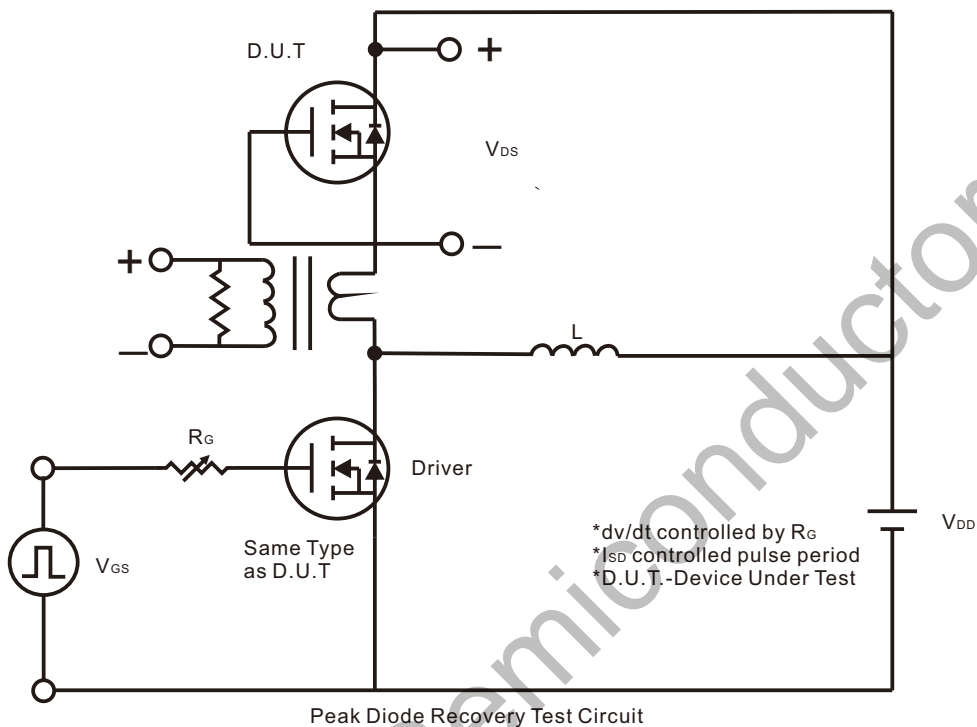 D.U.T
+
VDS
—
+
—
L
RG
Driver
VGS
Same Type
as D.U.T
*dv/dt controlled by RG
*ISD controlled pulse period
*D.U.T.-Device Under Test
VDD
emiconductor
Peak Diode Recovery Test Circuit